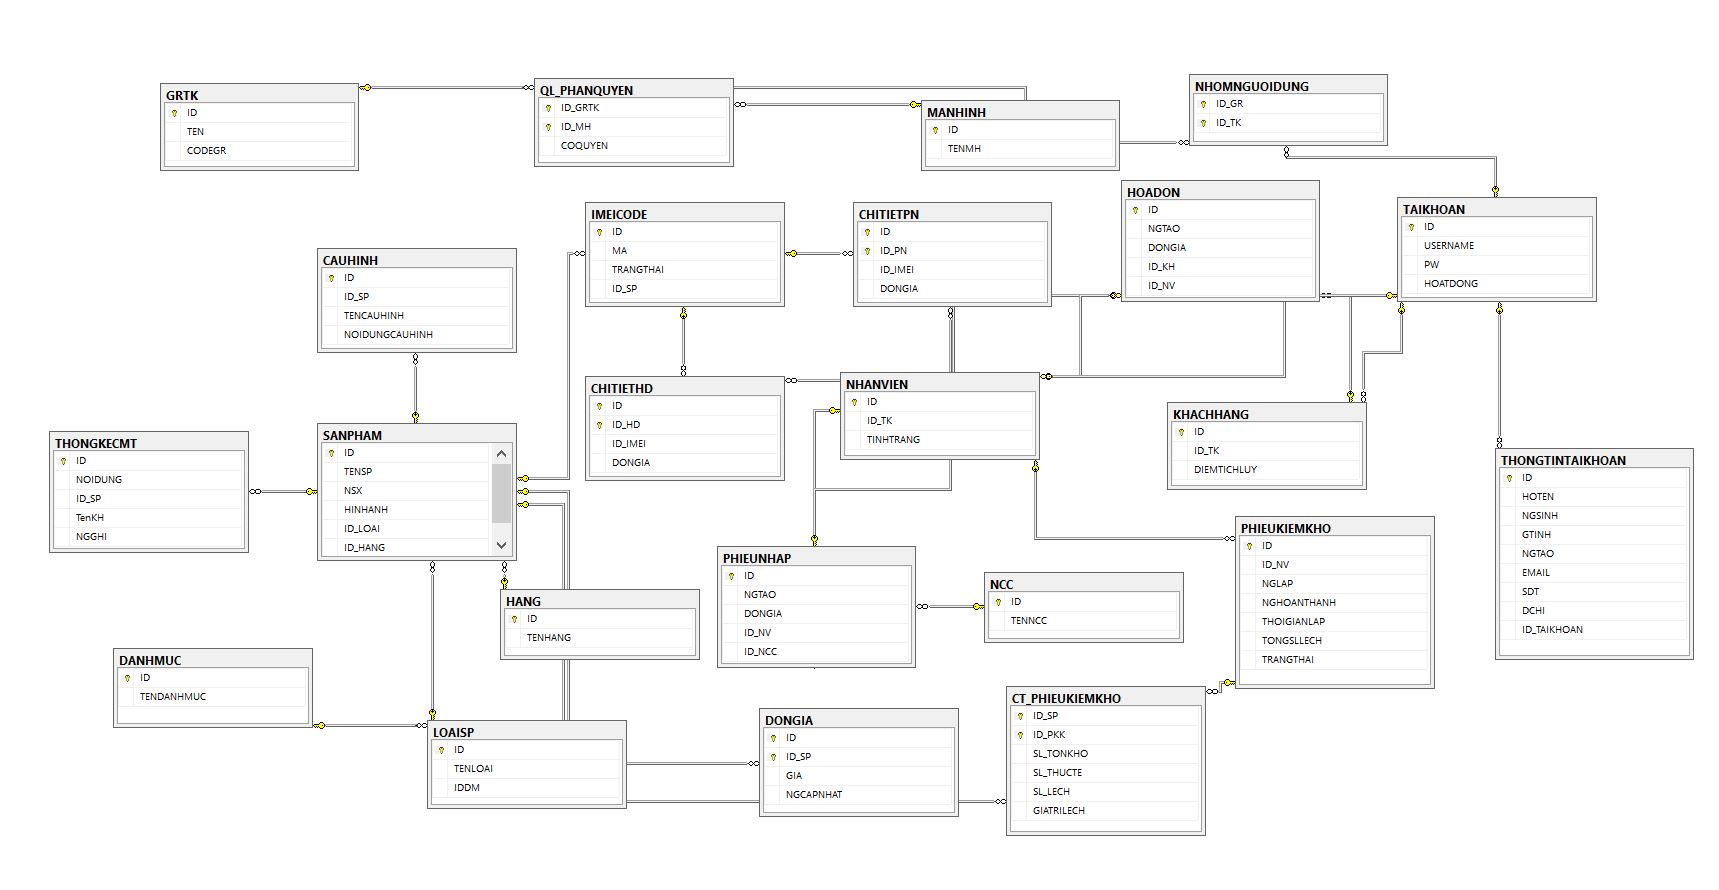 GRTK
ID
TEN
CODEGR
QL_PHANQUYEN
ID_GRTK
ID_MH
COQUYEN
MANHINH
ID
TENMH
NHOMNGUOIDUNG
ID_GR
ID_TK
HOADON
ID
NGTAO
DONGIA
ID_KH
ID_NV
TAIKHOAN
ID
USERNAME
PW
HOATDONG
IMEICODE
ID
MA
TRANGTHAI
ID_SP
CHITIETPN
ID
ID_PN
ID_IMEI
DONGIA
CAUHINH
ID
ID_SP
TENCAUHINH
NOIDUNGCAUHINH
CHITIETHD
ID
ID_HD
ID_IMEI
DONGIA
NHANVIEN
ID
ID_TK
TINHTRANG
KHACHHANG
ID
ID_TK
DIEMTICHLUY
THONGKECMT
ID
NOIDUNG
ID_SP
TenKH
NGGHI
SANPHAM
ID
TENSP
NSX
HINHANH
ID_LOAI
ID_HANG
THONGTINTAIKHOAN
ID
HOTEN
NGSINH
GTINH
NGTAO
EMAIL
SDT
DCHI
ID_TAIKHOAN
PHIEUKIEMKHO
ID
ID_NV
NGLAP
NGHOANTHANH
THOIGIANLAP
TONGSLLECH
TRANGTHAI
PHIEUNHAP
ID
NGTAO
DONGIA
ID_NV
ID_NCC
NCC
ID
TENNCC
HANG
ID
TENHANG
DANHMUC
ID
TENDANHMUC
LOAISP
ID
TENLOAI
IDDM
DONGIA
ID
ID_SP
GIA
NGCAPNHAT
CT_PHIEUKIEMKHO
ID_SP
ID_PKK
SL_TONKHO
SL_THUCTE
SL_LECH
GIATRILECH